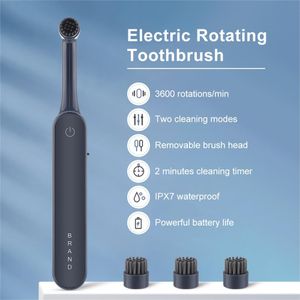 Electric Rotating
Toothbrush
3600 rotations/min
Two cleaning modes
Removable brush head
2 minutes cleaning timer
IPX7 waterproof
Powerful battery life
BRAND